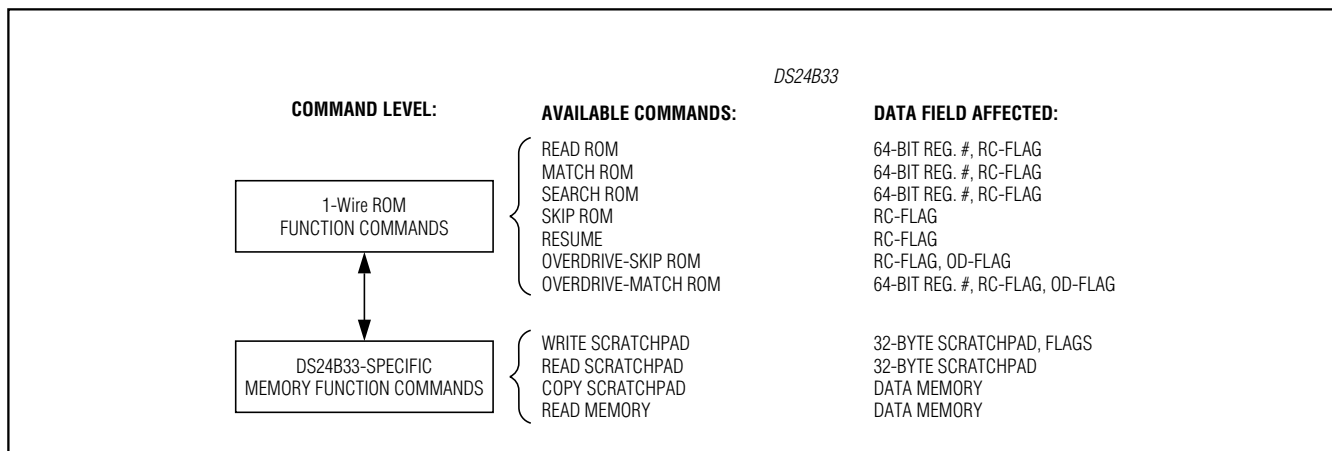 DS24B33
COMMAND LEVEL: AVAILABLE COMMANDS: DATA FIELD AFFECTED:
1-Wire ROM
FUNCTION COMMANDS
READ ROM 64-BIT REG. #, RC-FLAG
MATCH ROM 64-BIT REG. #, RC-FLAG
SEARCH ROM 64-BIT REG. #, RC-FLAG
SKIP ROM RC-FLAG
RESUME RC-FLAG
OVERDRIVE-SKIP ROM RC-FLAG, OD-FLAG
OVERDRIVE-MATCH ROM 64-BIT REG. #, RC-FLAG, OD-FLAG
DS24B33-SPECIFIC
MEMORY FUNCTION COMMANDS
WRITE SCRATCHPAD 32-BYTE SCRATCHPAD, FLAGS
READ SCRATCHPAD 32-BYTE SCRATCHPAD
COPY SCRATCHPAD DATA MEMORY
READ MEMORY DATA MEMORY